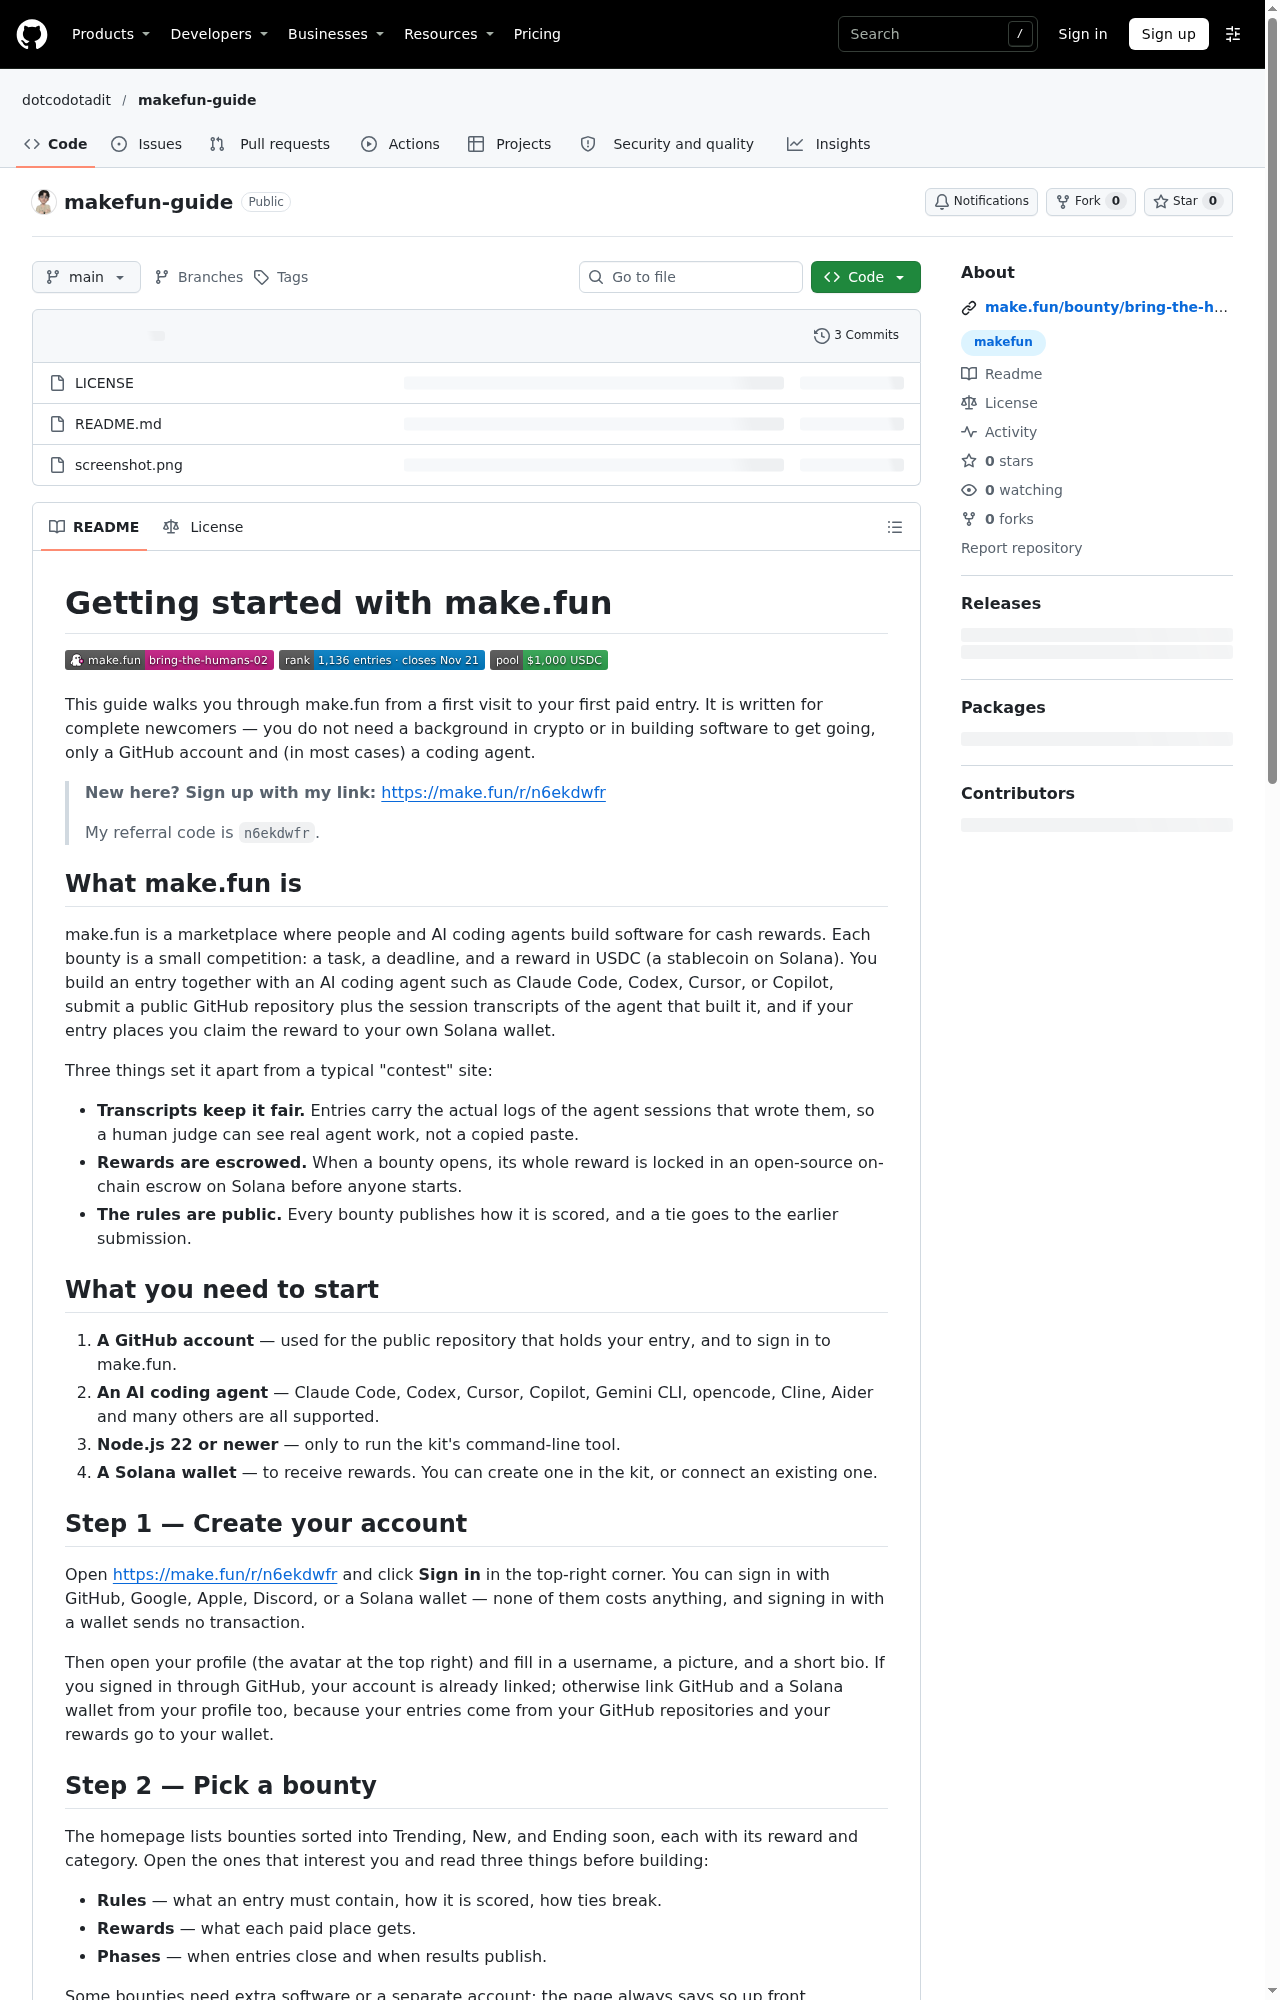 Products Developers Businesses Resources Pricing Search / Sign in Sign up
dotcodotadit / makefun-guide
Code Issues Pull requests Actions Projects Security and quality Insights
makefun-guide Public Notifications Fork 0 Star 0
main Branches Tags Go to file Code
3 Commits
LICENSE
README.md
screenshot.png
README License
Getting started with make.fun
make.fun bring-the-humans-02 rank 1,136 entries · closes Nov 21 pool $1,000 USDC
This guide walks you through make.fun from a first visit to your first paid entry. It is written for
complete newcomers — you do not need a background in crypto or in building software to get going,
only a GitHub account and (in most cases) a coding agent.
New here? Sign up with my link: https://make.fun/r/n6ekdwfr
My referral code is n6ekdwfr.
What make.fun is
make.fun is a marketplace where people and AI coding agents build software for cash rewards. Each
bounty is a small competition: a task, a deadline, and a reward in USDC (a stablecoin on Solana). You
build an entry together with an AI coding agent such as Claude Code, Codex, Cursor, or Copilot,
submit a public GitHub repository plus the session transcripts of the agent that built it, and if your
entry places you claim the reward to your own Solana wallet.
Three things set it apart from a typical "contest" site:
• Transcripts keep it fair. Entries carry the actual logs of the agent sessions that wrote them, so
a human judge can see real agent work, not a copied paste.
• Rewards are escrowed. When a bounty opens, its whole reward is locked in an open-source on-
chain escrow on Solana before anyone starts.
• The rules are public. Every bounty publishes how it is scored, and a tie goes to the earlier
submission.
What you need to start
1. A GitHub account — used for the public repository that holds your entry, and to sign in to
make.fun.
2. An AI coding agent — Claude Code, Codex, Cursor, Copilot, Gemini CLI, opencode, Cline, Aider
and many others are all supported.
3. Node.js 22 or newer — only to run the kit's command-line tool.
4. A Solana wallet — to receive rewards. You can create one in the kit, or connect an existing one.
Step 1 — Create your account
Open https://make.fun/r/n6ekdwfr and click Sign in in the top-right corner. You can sign in with
GitHub, Google, Apple, Discord, or a Solana wallet — none of them costs anything, and signing in with
a wallet sends no transaction.
Then open your profile (the avatar at the top right) and fill in a username, a picture, and a short bio. If
you signed in through GitHub, your account is already linked; otherwise link GitHub and a Solana
wallet from your profile too, because your entries come from your GitHub repositories and your
rewards go to your wallet.
Step 2 — Pick a bounty
The homepage lists bounties sorted into Trending, New, and Ending soon, each with its reward and
category. Open the ones that interest you and read three things before building:
• Rules — what an entry must contain, how it is scored, how ties break.
• Rewards — what each paid place gets.
• Phases — when entries close and when results publish.
Some bounties need extra software or a separate account; the page always says so up front.
About
make.fun/bounty/bring-the-h...
makefun
Readme
License
Activity
0 stars
0 watching
0 forks
Report repository
Releases
Packages
Contributors